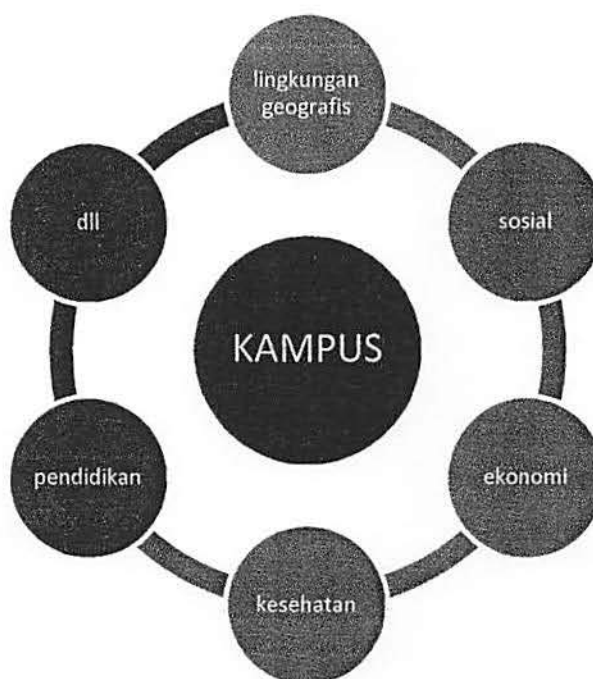 lingkungan
geografis
dll
sosial
KAMPUS
pendidikan
ekonomi
kesehatan